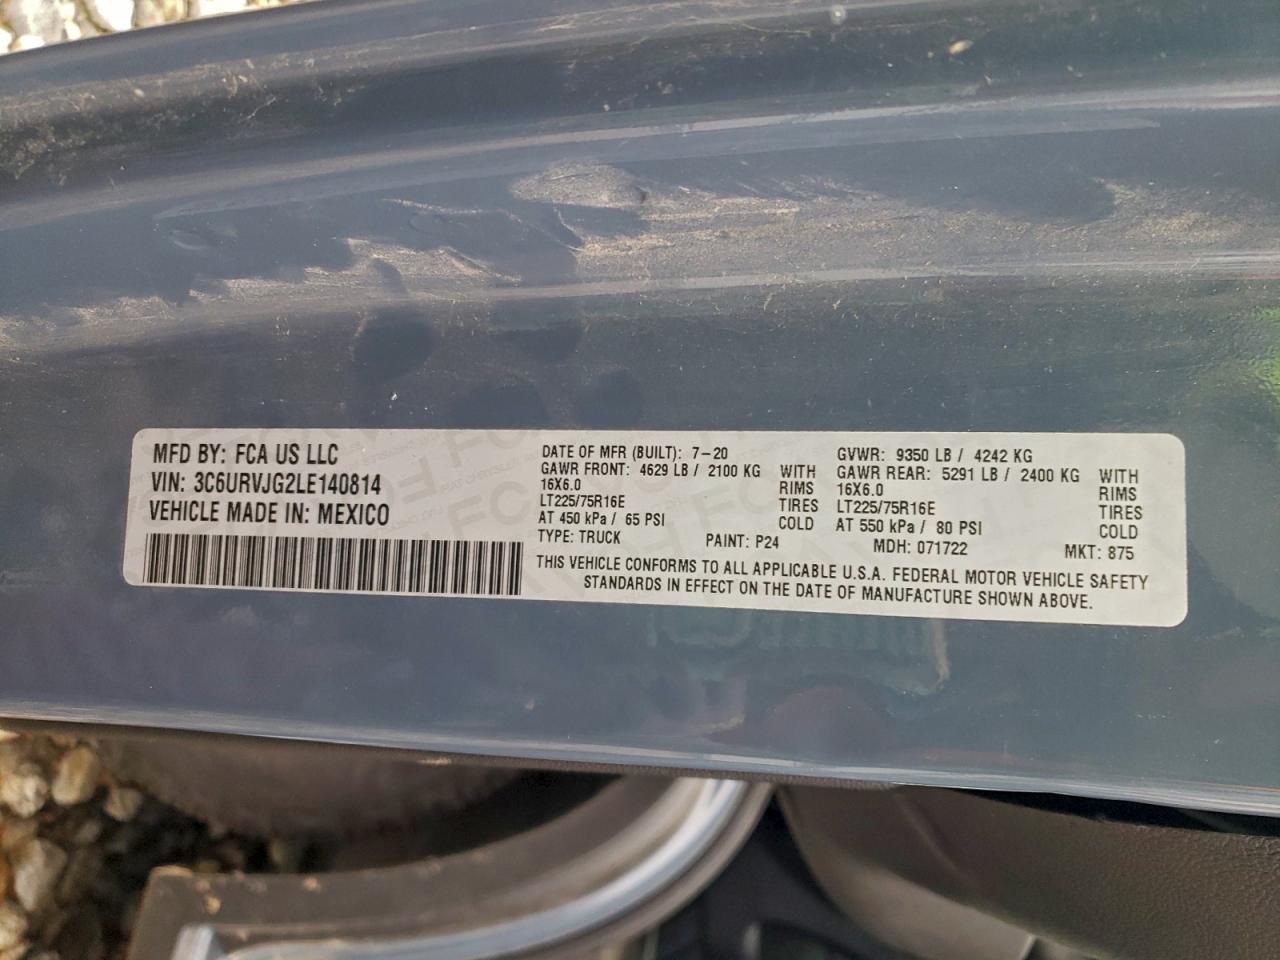 MFD BY: FCA US LLC
VIN: 3C6URVJG2LE140814
VEHICLE MADE IN: MEXICO
DATE OF MFR (BUILT): 7-20
GAWR FRONT: 4629 LB / 2100 KG WITH
16X6.0 RIMS
LT225/75R16E TIRES
AT 450 kPa / 65 PSI COLD
TYPE: TRUCK PAINT: P24
GVWR: 9350 LB / 4242 KG
GAWR REAR: 5291 LB / 2400 KG WITH
16X6.0 RIMS
LT225/75R16E TIRES
AT 550 kPa / 80 PSI COLD
MDH: 071722 MKT: 875
THIS VEHICLE CONFORMS TO ALL APPLICABLE U.S.A. FEDERAL MOTOR VEHICLE SAFETY
STANDARDS IN EFFECT ON THE DATE OF MANUFACTURE SHOWN ABOVE.